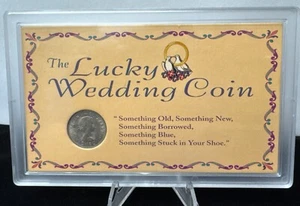 The Lucky
Wedding Coin
"Something Old, Something New,
Something Borrowed,
Something Blue,
Something Stuck in Your Shoe."